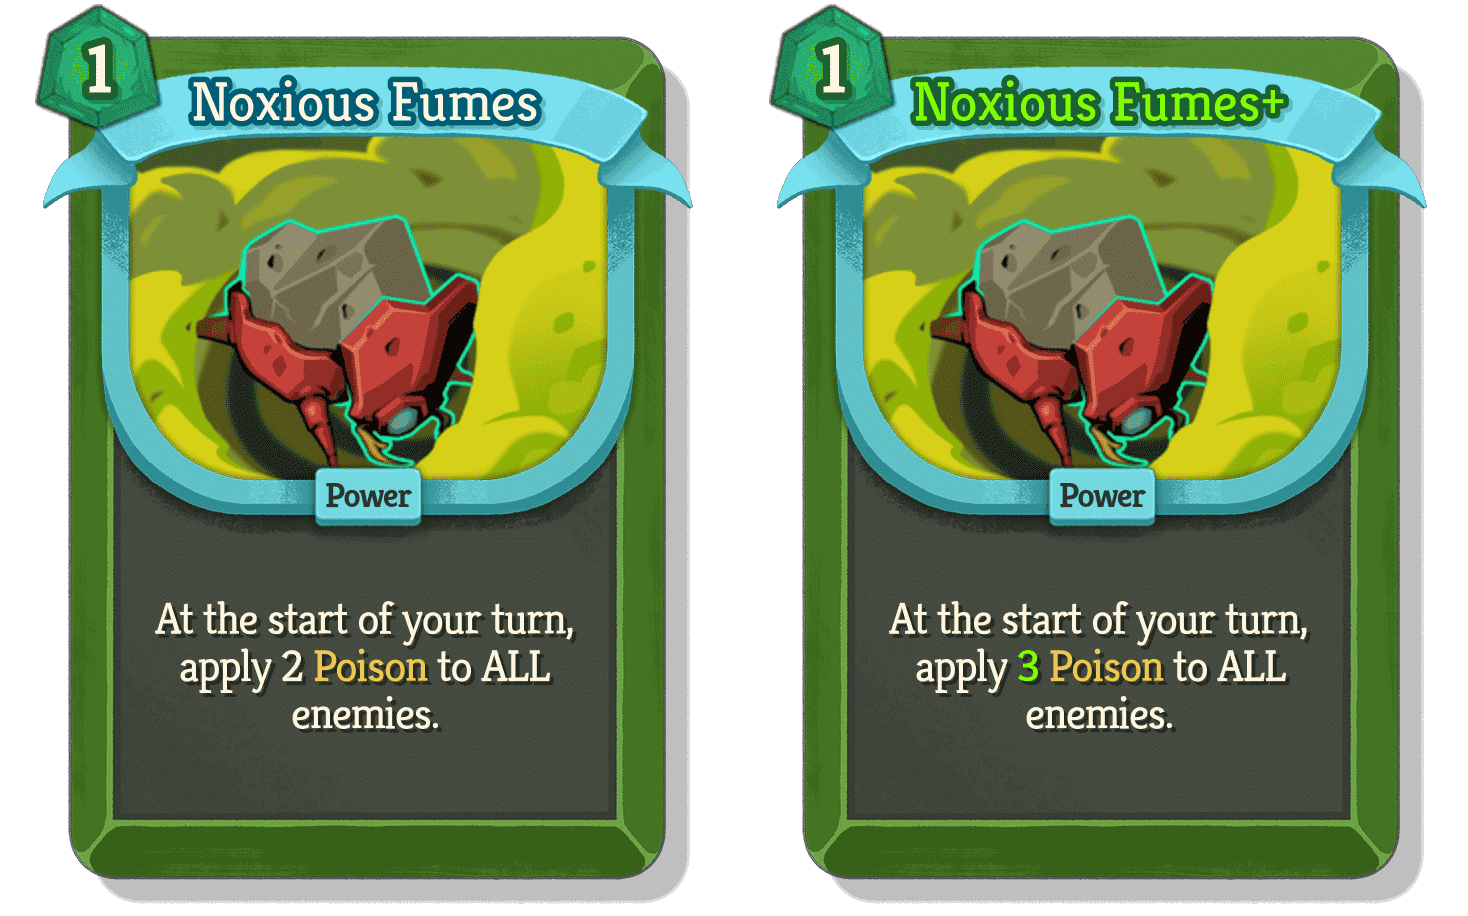 1
Noxious Fumes
Power
At the start of your turn,
apply 2 Poison to ALL
enemies.
1
Noxious Fumes+
Power
At the start of your turn,
apply 3 Poison to ALL
enemies.